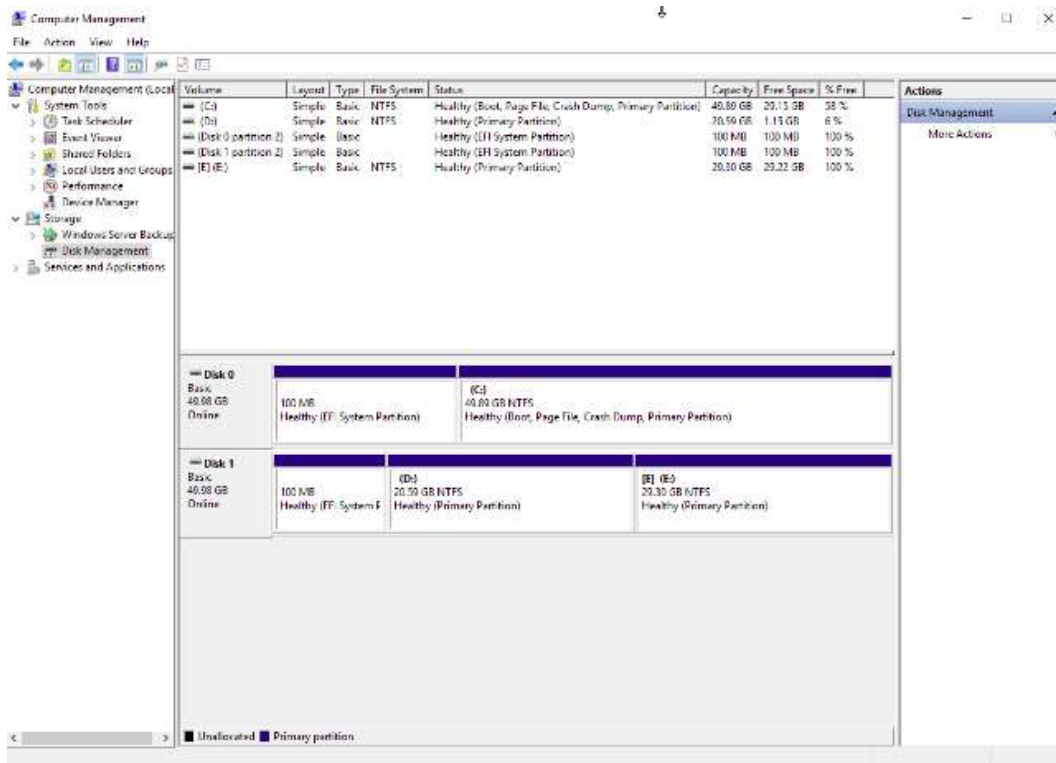 Computer Management
File Action View Help
Computer Management (Local
System Tools
Task Scheduler
Event Viewer
Shared Folders
Local Users and Groups
Performance
Device Manager
Storage
Windows Server Backup
Disk Management
Services and Applications
Volume Layout Type File System Status Capacity Free Space % Free
(C:) Simple Basic NTFS Healthy (Boot, Page File, Crash Dump, Primary Partition) 49.89 GB 29.15 GB 58 %
(D:) Simple Basic NTFS Healthy (Primary Partition) 20.59 GB 1.15 GB 6 %
(Disk 0 partition 2) Simple Basic Healthy (EFI System Partition) 100 MB 100 MB 100 %
(Disk 1 partition 2) Simple Basic Healthy (EFI System Partition) 100 MB 100 MB 100 %
[E] (E:) Simple Basic NTFS Healthy (Primary Partition) 29.30 GB 29.22 GB 100 %
Actions
Disk Management
More Actions
Disk 0
Basic
49.98 GB
Online
100 MB
Healthy (EFI System Partition)
(C:)
49.89 GB NTFS
Healthy (Boot, Page File, Crash Dump, Primary Partition)
Disk 1
Basic
49.98 GB
Online
100 MB
Healthy (EFI System P
(D:)
20.59 GB NTFS
Healthy (Primary Partition)
[E] (E:)
29.30 GB NTFS
Healthy (Primary Partition)
Unallocated Primary partition